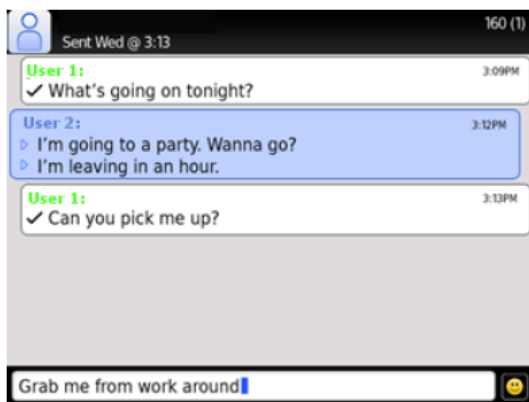 160 (1)
Sent Wed @ 3:13
User 1:
3:09PM
✓ What's going on tonight?
User 2:
3:12PM
I'm going to a party. Wanna go?
I'm leaving in an hour.
User 1:
3:13PM
✓ Can you pick me up?
Grab me from work around